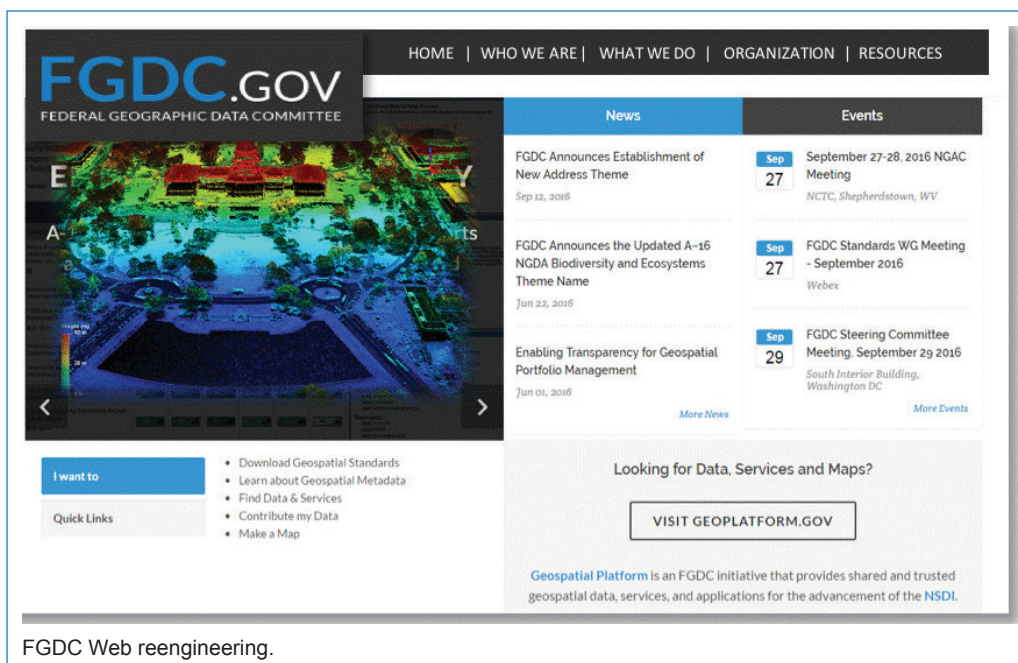 HOME | WHO WE ARE | WHAT WE DO | ORGANIZATION | RESOURCES
FGDC.GOV
FEDERAL GEOGRAPHIC DATA COMMITTEE
E Y
A- rts
News
FGDC Announces Establishment of
New Address Theme
Sep 12, 2016
FGDC Announces the Updated A-16
NGDA Biodiversity and Ecosystems
Theme Name
Jun 22, 2016
Enabling Transparency for Geospatial
Portfolio Management
Jun 01, 2016
More News
Events
Sep
27
September 27-28, 2016 NGAC
Meeting
NCTC, Shepherdstown, WV
Sep
27
FGDC Standards WG Meeting
- September 2016
Webex
Sep
29
FGDC Steering Committee
Meeting, September 29 2016
South Interior Building,
Washington DC
More Events
I want to
Quick Links
• Download Geospatial Standards
• Learn about Geospatial Metadata
• Find Data & Services
• Contribute my Data
• Make a Map
Looking for Data, Services and Maps?
VISIT GEOPLATFORM.GOV
Geospatial Platform is an FGDC initiative that provides shared and trusted
geospatial data, services, and applications for the advancement of the NSDI.
FGDC Web reengineering.